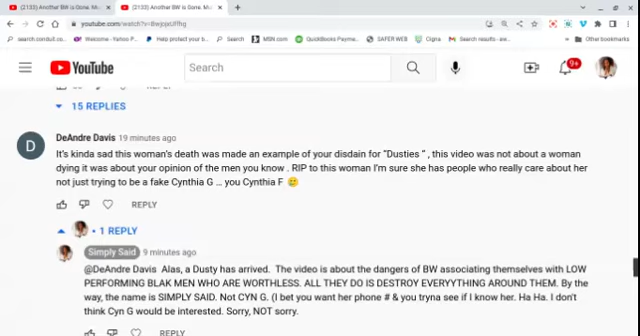 (2133) Another BW is Gone. Mu
(2133) Another BW is Gone. Mu
youtube.com/watch?v=8wjopiUffhg
search.conduit.co...
Welcome - Yahoo P...
Help protect your b...
Search
MSN.com
QuickBooks Payme...
SAFER WEB
Cigna
Search results - ale...
Other bookmarks
YouTube
Search
9+
REPLY
15 REPLIES
D
DeAndre Davis 19 minutes ago
It's kinda sad this woman's death was made an example of your disdain for "Dusties " , this video was not about a woman
dying it was about your opinion of the men you know . RIP to this woman I'm sure she has people who really care about her
not just trying to be a fake Cynthia G … you Cynthia F 🥲
REPLY
• 1 REPLY
Simply Said 9 minutes ago
@DeAndre Davis Alas, a Dusty has arrived. The video is about the dangers of BW associating themselves with LOW
PERFORMING BLAK MEN WHO ARE WORTHLESS. ALL THEY DO IS DESTROY EVERYYTHING AROUND THEM. By the
way, the name is SIMPLY SAID. Not CYN G. (I bet you want her phone # & you tryna see if I know her. Ha Ha. I don't
think Cyn G would be interested. Sorry, NOT sorry.
REPLY